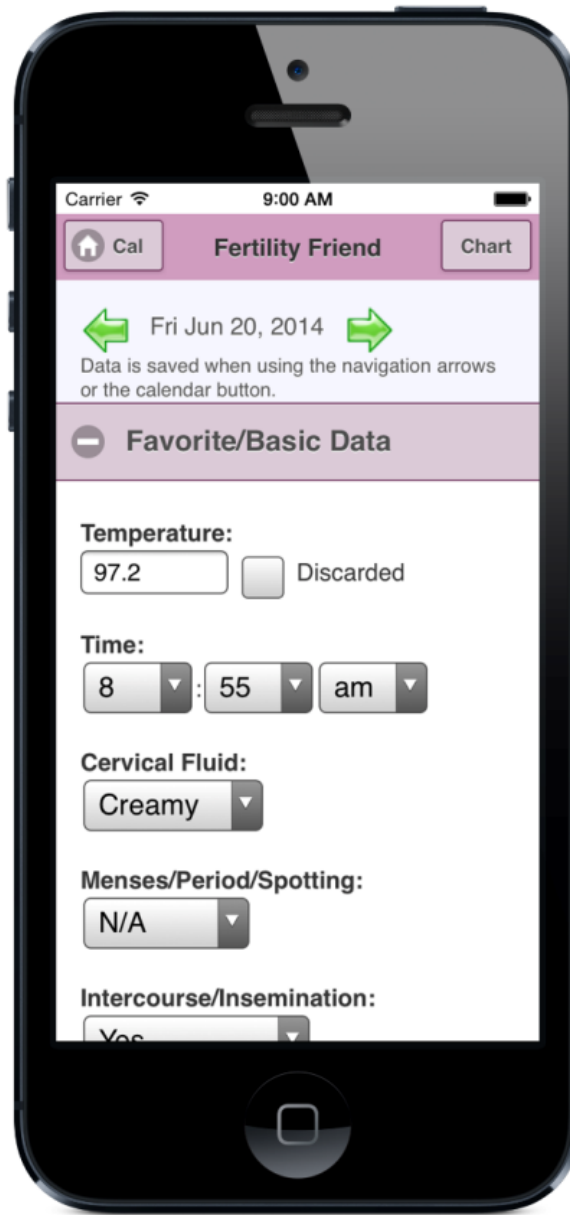 Carrier 9:00 AM
Cal Fertility Friend Chart
Fri Jun 20, 2014
Data is saved when using the navigation arrows
or the calendar button.
Favorite/Basic Data
Temperature:
97.2 Discarded
Time:
8 : 55 am
Cervical Fluid:
Creamy
Menses/Period/Spotting:
N/A
Intercourse/Insemination:
Yes